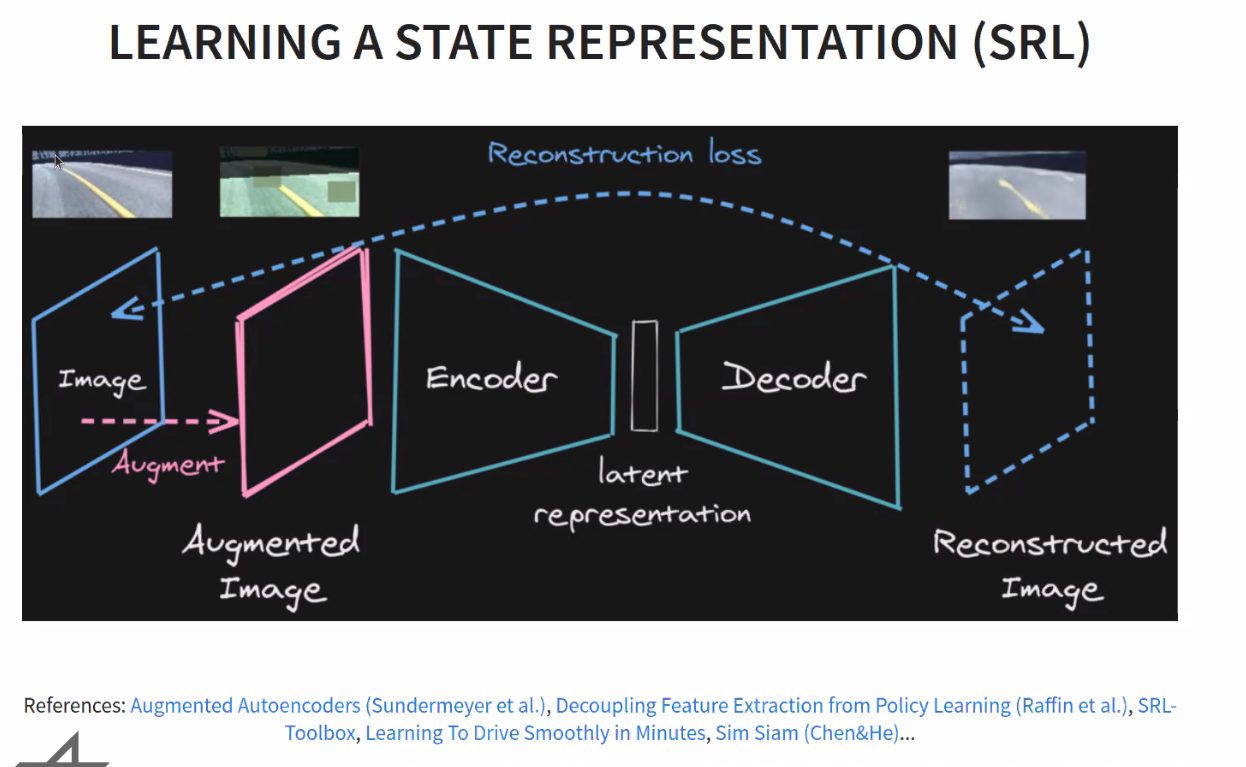 LEARNING A STATE REPRESENTATION (SRL)
Reconstruction loss
Image
Augment
Augmented
Image
Encoder
latent
representation
Decoder
Reconstructed
Image
References: Augmented Autoencoders (Sundermeyer et al.), Decoupling Feature Extraction from Policy Learning (Raffin et al.), SRL-
Toolbox, Learning To Drive Smoothly in Minutes, Sim Siam (Chen&He)...